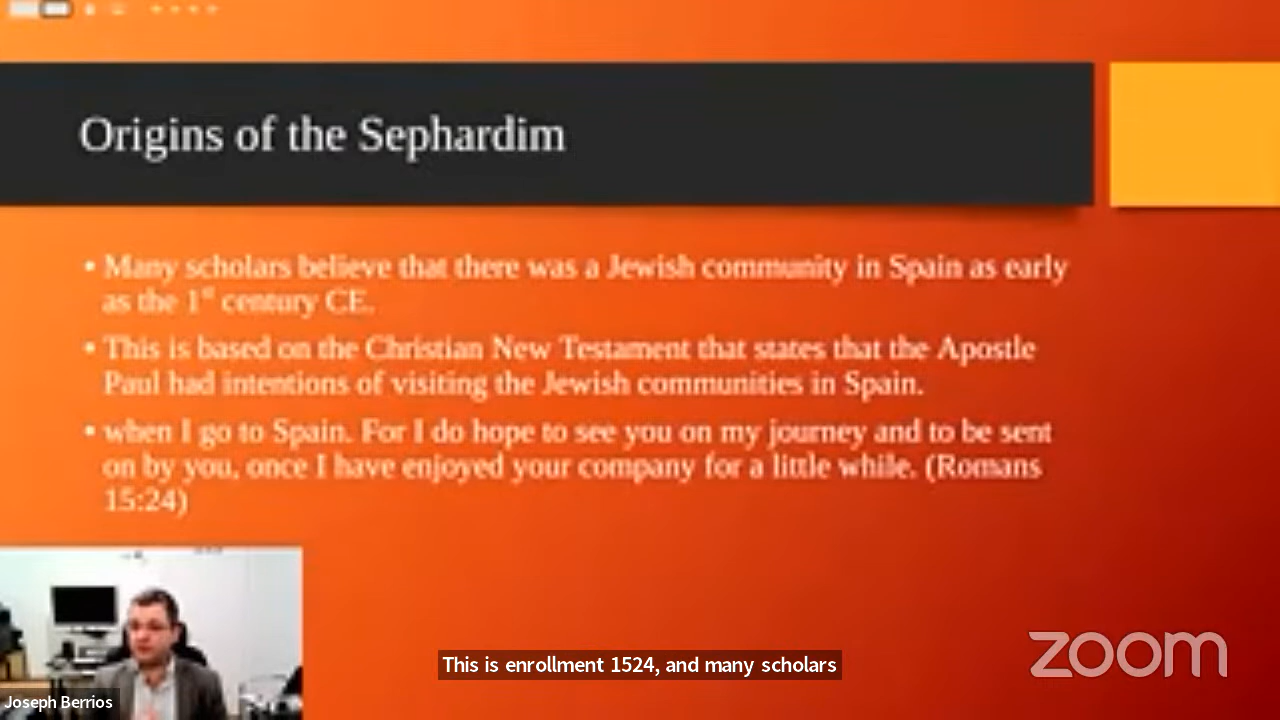 Origins of the Sephardim
• Many scholars believe that there was a Jewish community in Spain as early
as the 1st century CE.
• This is based on the Christian New Testament that states that the Apostle
Paul had intentions of visiting the Jewish communities in Spain.
• when I go to Spain. For I do hope to see you on my journey and to be sent
on by you, once I have enjoyed your company for a little while. (Romans
15:24)
This is enrollment 1524, and many scholars
zoom
Joseph Berrios